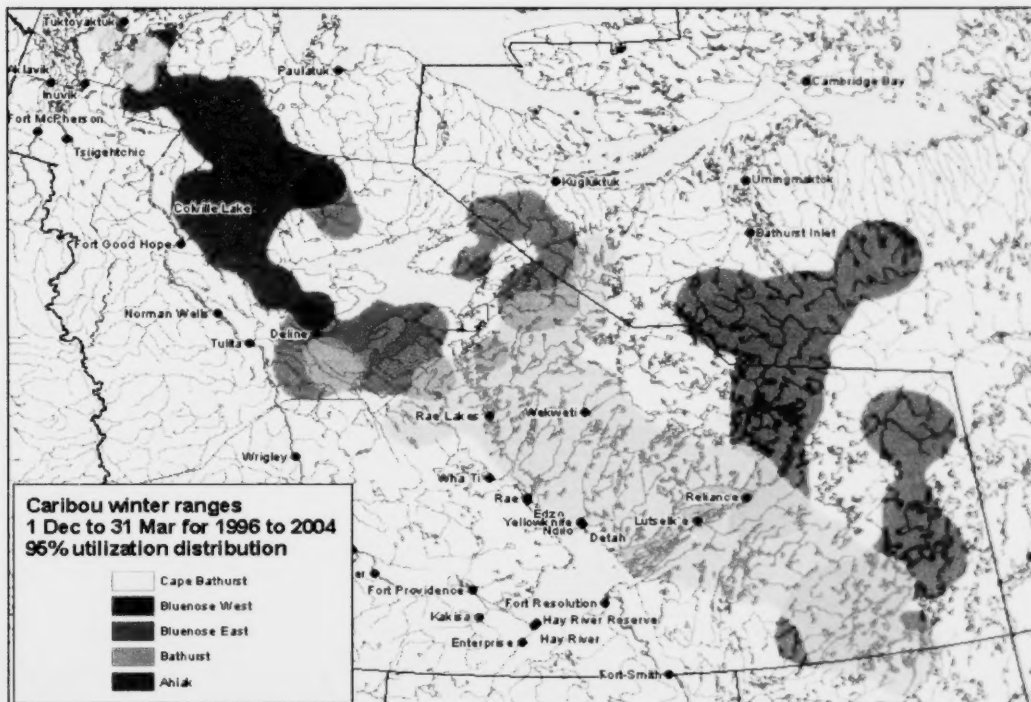 Tuktoyaktuk
Aklavik
Inuvik
Paulatuk
Cambridge Bay
Fort McPherson
Tsiigehtchic
Kugluktuk
Umingmaktok
Colville Lake
Fort Good Hope
Bathurst Inlet
Norman Wells
Deline
Tulita
Rae Lakes
Wekweti
Wrigley
Wha Ti
Rae
Edzo
Reliance
Yellowknife
Ndilo
Detah
Lutselk'e
Fort Providence
Fort Resolution
Kakisa
Hay River Reserve
Enterprise
Hay River
Fort Smith
Caribou winter ranges
1 Dec to 31 Mar for 1996 to 2004
95% utilization distribution
Cape Bathurst
Bluenose West
Bluenose East
Bathurst
Ahiak